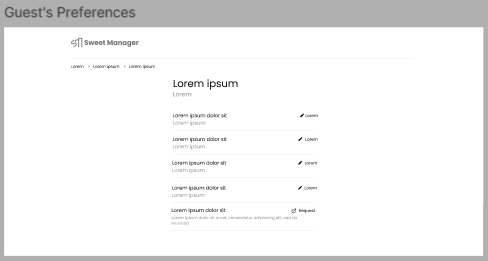 Guest's Preferences
Sweet Manager
Lorem > Lorem ipsum > Lorem ipsum
Lorem ipsum
Lorem
Lorem ipsum dolor sit Lorem
Lorem ipsum
Lorem ipsum dolor sit Lorem
Lorem ipsum
Lorem ipsum dolor sit Lorem
Lorem ipsum
Lorem ipsum dolor sit Lorem
Lorem ipsum
Lorem ipsum dolor sit Request
Lorem ipsum dolor sit amet, consectetur adipiscing elit, sed do
eiusmod